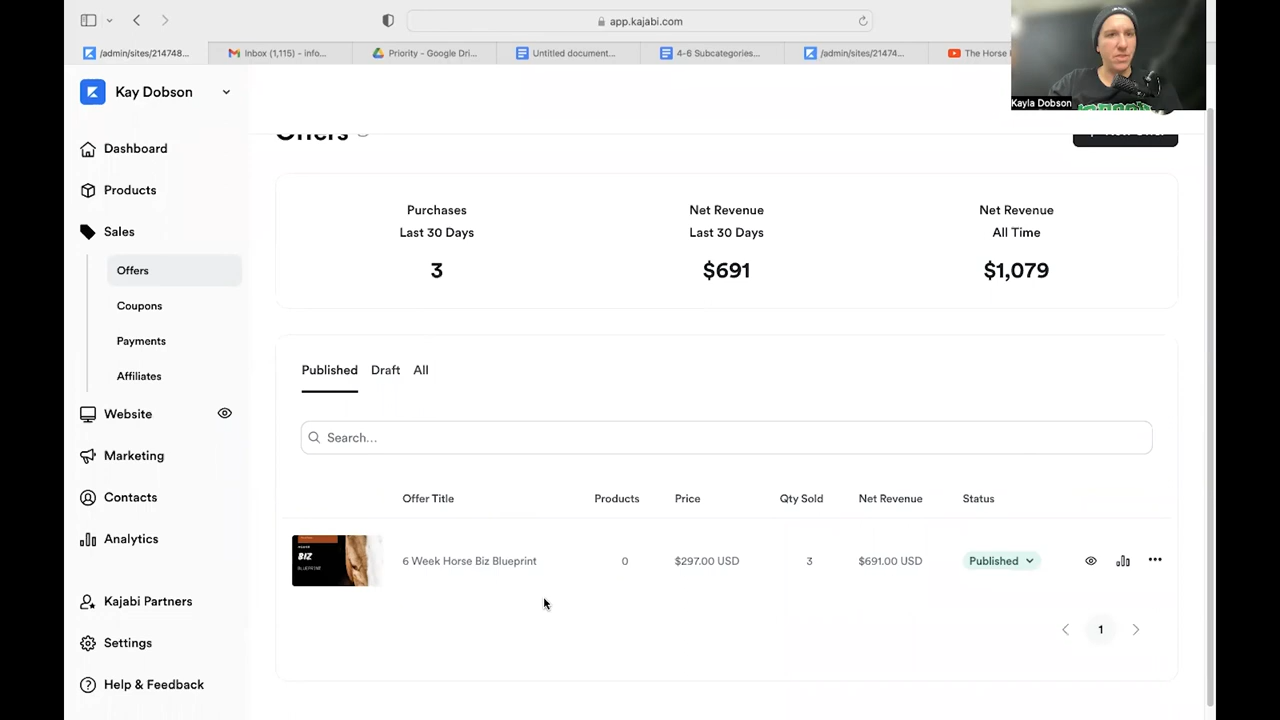 app.kajabi.com
/admin/sites/214748...
Inbox (1,115) - info...
Priority - Google Dri...
Untitled document...
4-6 Subcategories...
/admin/sites/21474...
The Horse
Kayla Dobson
Kay Dobson
Dashboard
Products
Sales
Offers
Coupons
Payments
Affiliates
Website
Marketing
Contacts
Analytics
Kajabi Partners
Settings
Help & Feedback
Offers
Purchases
Last 30 Days
3
Net Revenue
Last 30 Days
$691
Net Revenue
All Time
$1,079
Published Draft All
Search...
Offer Title Products Price Qty Sold Net Revenue Status
BIZ
BLUEPRINT
6 Week Horse Biz Blueprint 0 $297.00 USD 3 $691.00 USD Published
1